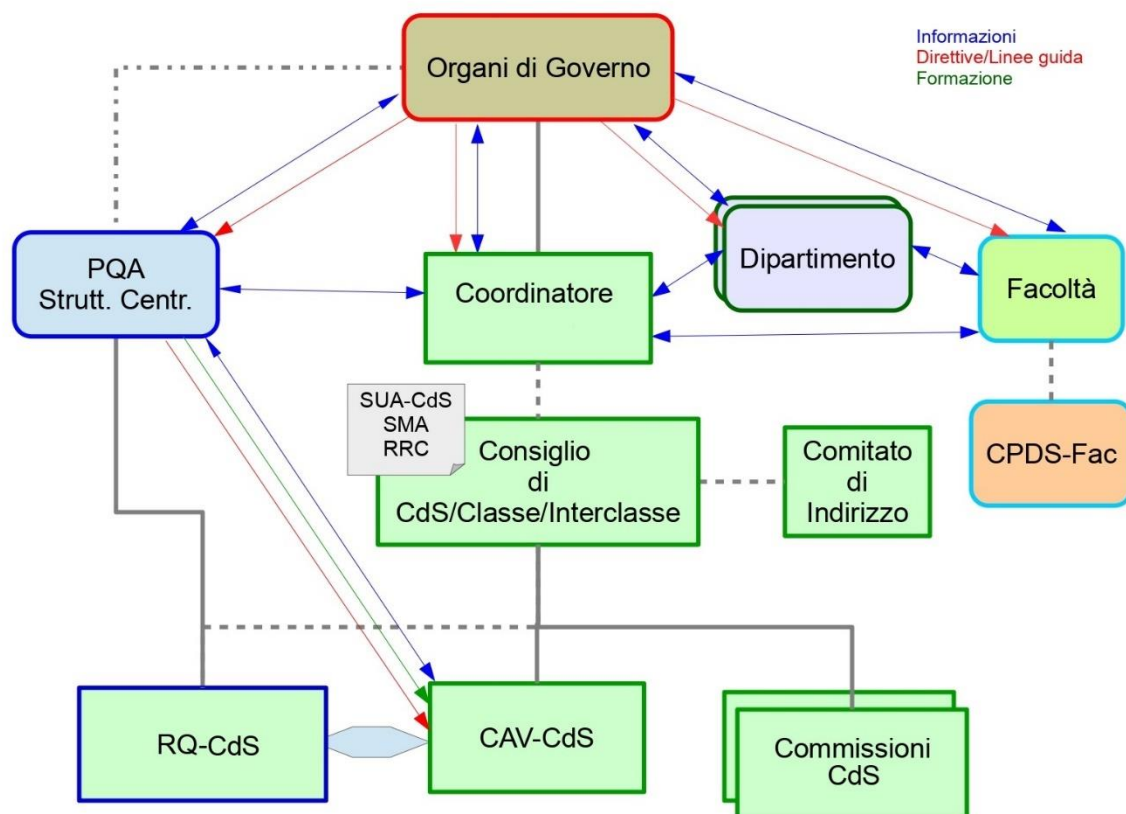 Organi di Governo
Informazioni
Direttive/Linee guida
Formazione
PQA
Strutt. Centr.
Coordinatore
Dipartimento
Facoltà
SUA-CdS
SMA
RRC
Consiglio
di
CdS/Classe/Interclasse
Comitato
di
Indirizzo
CPDS-Fac
RQ-CdS
CAV-CdS
Commissioni
CdS